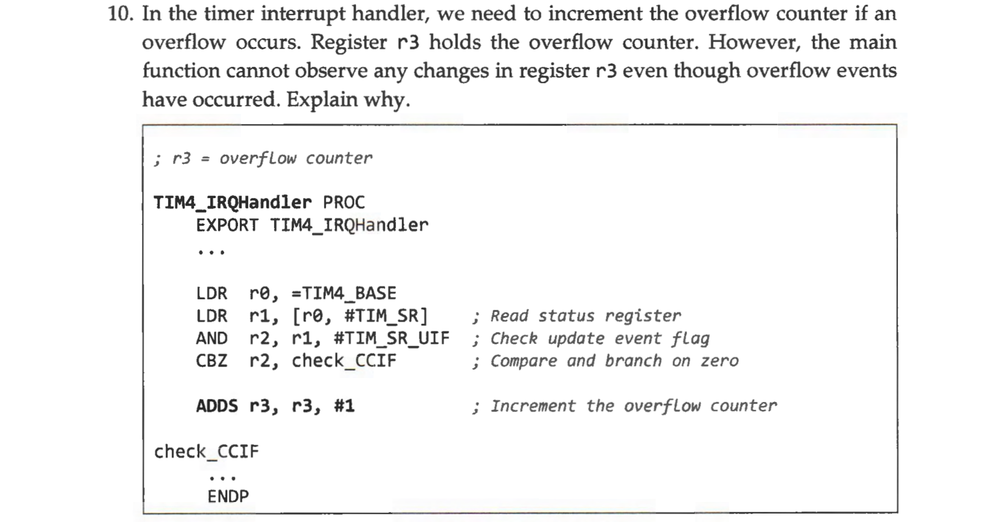 10. In the timer interrupt handler, we need to increment the overflow counter if an
overflow occurs. Register r3 holds the overflow counter. However, the main
function cannot observe any changes in register r3 even though overflow events
have occurred. Explain why.
; r3 = overflow counter
TIM4_IRQHandler PROC
EXPORT TIM4_IRQHandler
...
LDR r0, =TIM4_BASE
LDR r1, [r0, #TIM_SR] ; Read status register
AND r2, r1, #TIM_SR_UIF ; Check update event flag
CBZ r2, check_CCIF ; Compare and branch on zero
ADDS r3, r3, #1 ; Increment the overflow counter
check_CCIF
...
ENDP